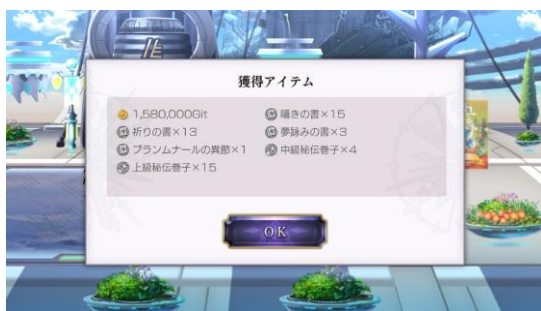 獲得アイテム
1,580,000Git
囁きの書×15
祈りの書×13
夢詠みの書×3
プランムナールの異節×1
中級秘伝巻子×4
上級秘伝巻子×15
OK